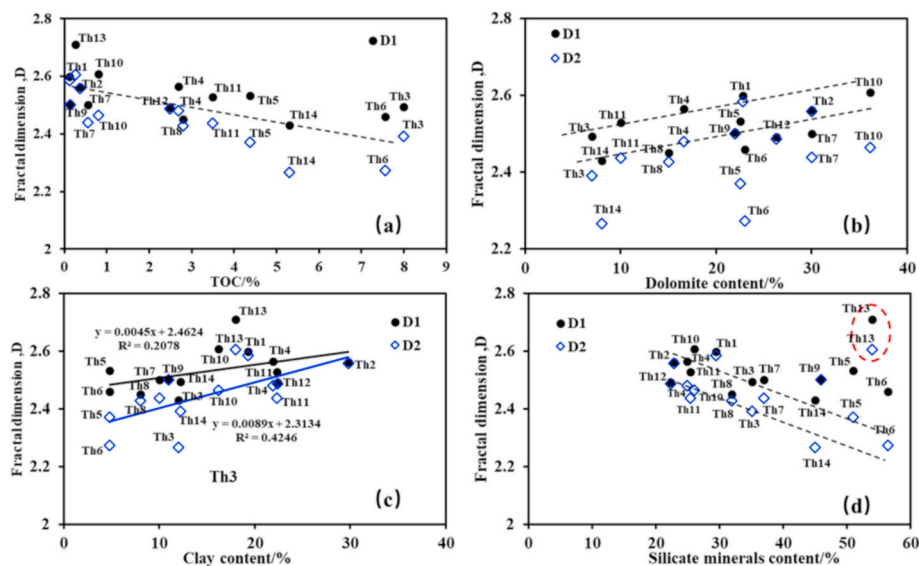 2.8
Th13
D1
D2
Th1
Th10
Th2
Th4
Th11
Th5
Th3
2.6
Th12
Th4
Th6
Th14
Th9
Th7
Th8
Th7
Th10
Th11
Th5
Th3
2.4
Th14
Th6
2.2
2
(a)
0 1 2 3 4 5 6 7 8 9
TOC/%
Fractal dimension ,D
2.8
D1
D2
Th1
Th10
Th4
Th2
2.6
Th11
Th5
Th7
Th9
Th12
Th7
Th3
Th14
Th8
Th4
Th6
Th10
2.4
Th3
Th11
Th8
Th5
Th7
Th14
Th6
2.2
(b)
0 10 20 30 40
Dolomite content/%
Fractal dimension ,D
2.8
y = 0.0045x + 2.4624
R² = 0.2078
Th13
D1
D2
2.6
Th13
Th10
Th1
Th4
Th5
Th7
Th9
Th11
Th2
Th6
Th8
Th14
Th12
Th4
2.4
Th5
Th8
Th3
Th10
Th11
Th14
y = 0.0089x + 2.3134
R² = 0.4246
Th6
Th3
2.2
Th3
2
(c)
0 10 20 30 40
Clay content/%
Fractal dimension ,D
2.8
D1
D2
Th13
Th13
2.6
Th10
Th1
Th2
Th4
Th5
Th11
Th3
Th7
Th9
Th12
Th8
Th6
Th4
Th10
Th14
2.4
Th11
Th8
Th3
Th7
Th5
Th14
Th6
2.2
2
(d)
0 10 20 30 40 50 60
Silicate minerals content/%
Fractal dimension ,D